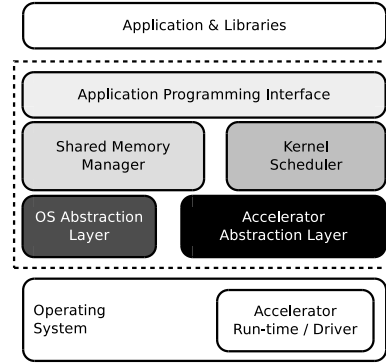 Application & Libraries
Application Programming Interface
Shared Memory
Manager
Kernel
Scheduler
OS Abstraction
Layer
Accelerator
Abstraction Layer
Operating
System
Accelerator
Run-time / Driver